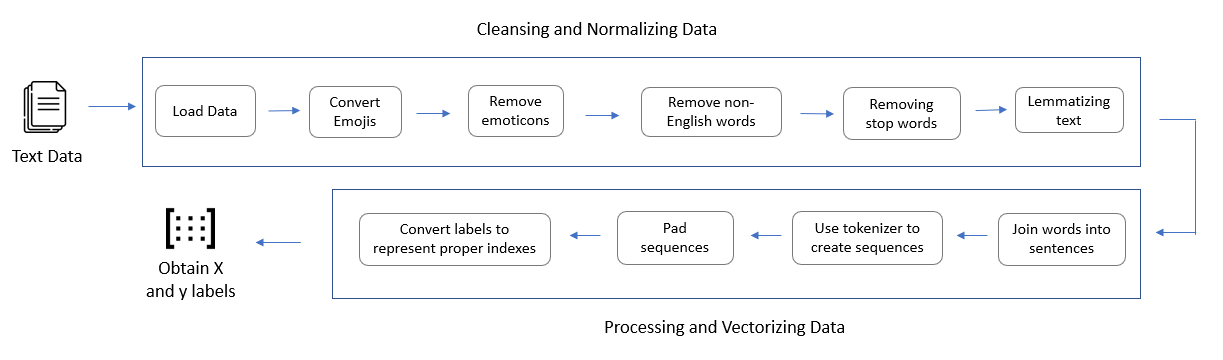 Cleansing and Normalizing Data
Text Data
Load Data
Convert
Emojis
Remove
emoticons
Remove non-
English words
Removing
stop words
Lemmatizing
text
Join words into
sentences
Use tokenizer to
create sequences
Pad
sequences
Convert labels to
represent proper indexes
Obtain X
and y labels
Processing and Vectorizing Data